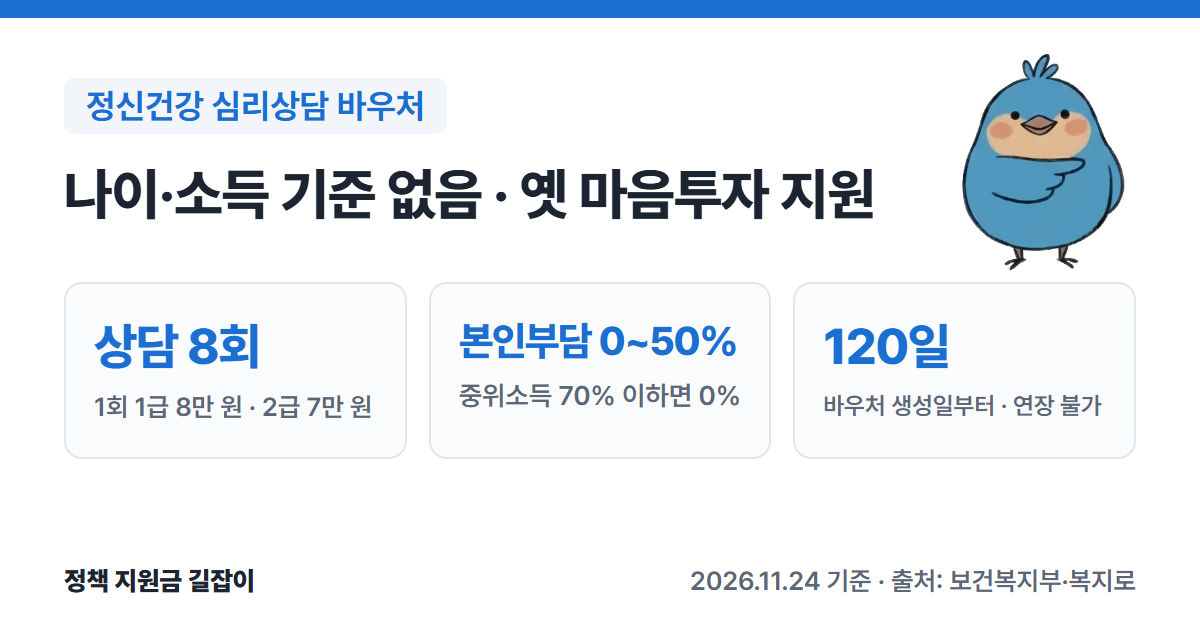 정신건강 심리상담 바우처
나이·소득 기준 없음 · 옛 마음투자 지원
상담 8회
1회 1급 8만 원 · 2급 7만 원
본인부담 0~50%
중위소득 70% 이하면 0%
120일
바우처 생성일부터 · 연장 불가
정책 지원금 길잡이
2026.11.24 기준 · 출처: 보건복지부·복지로